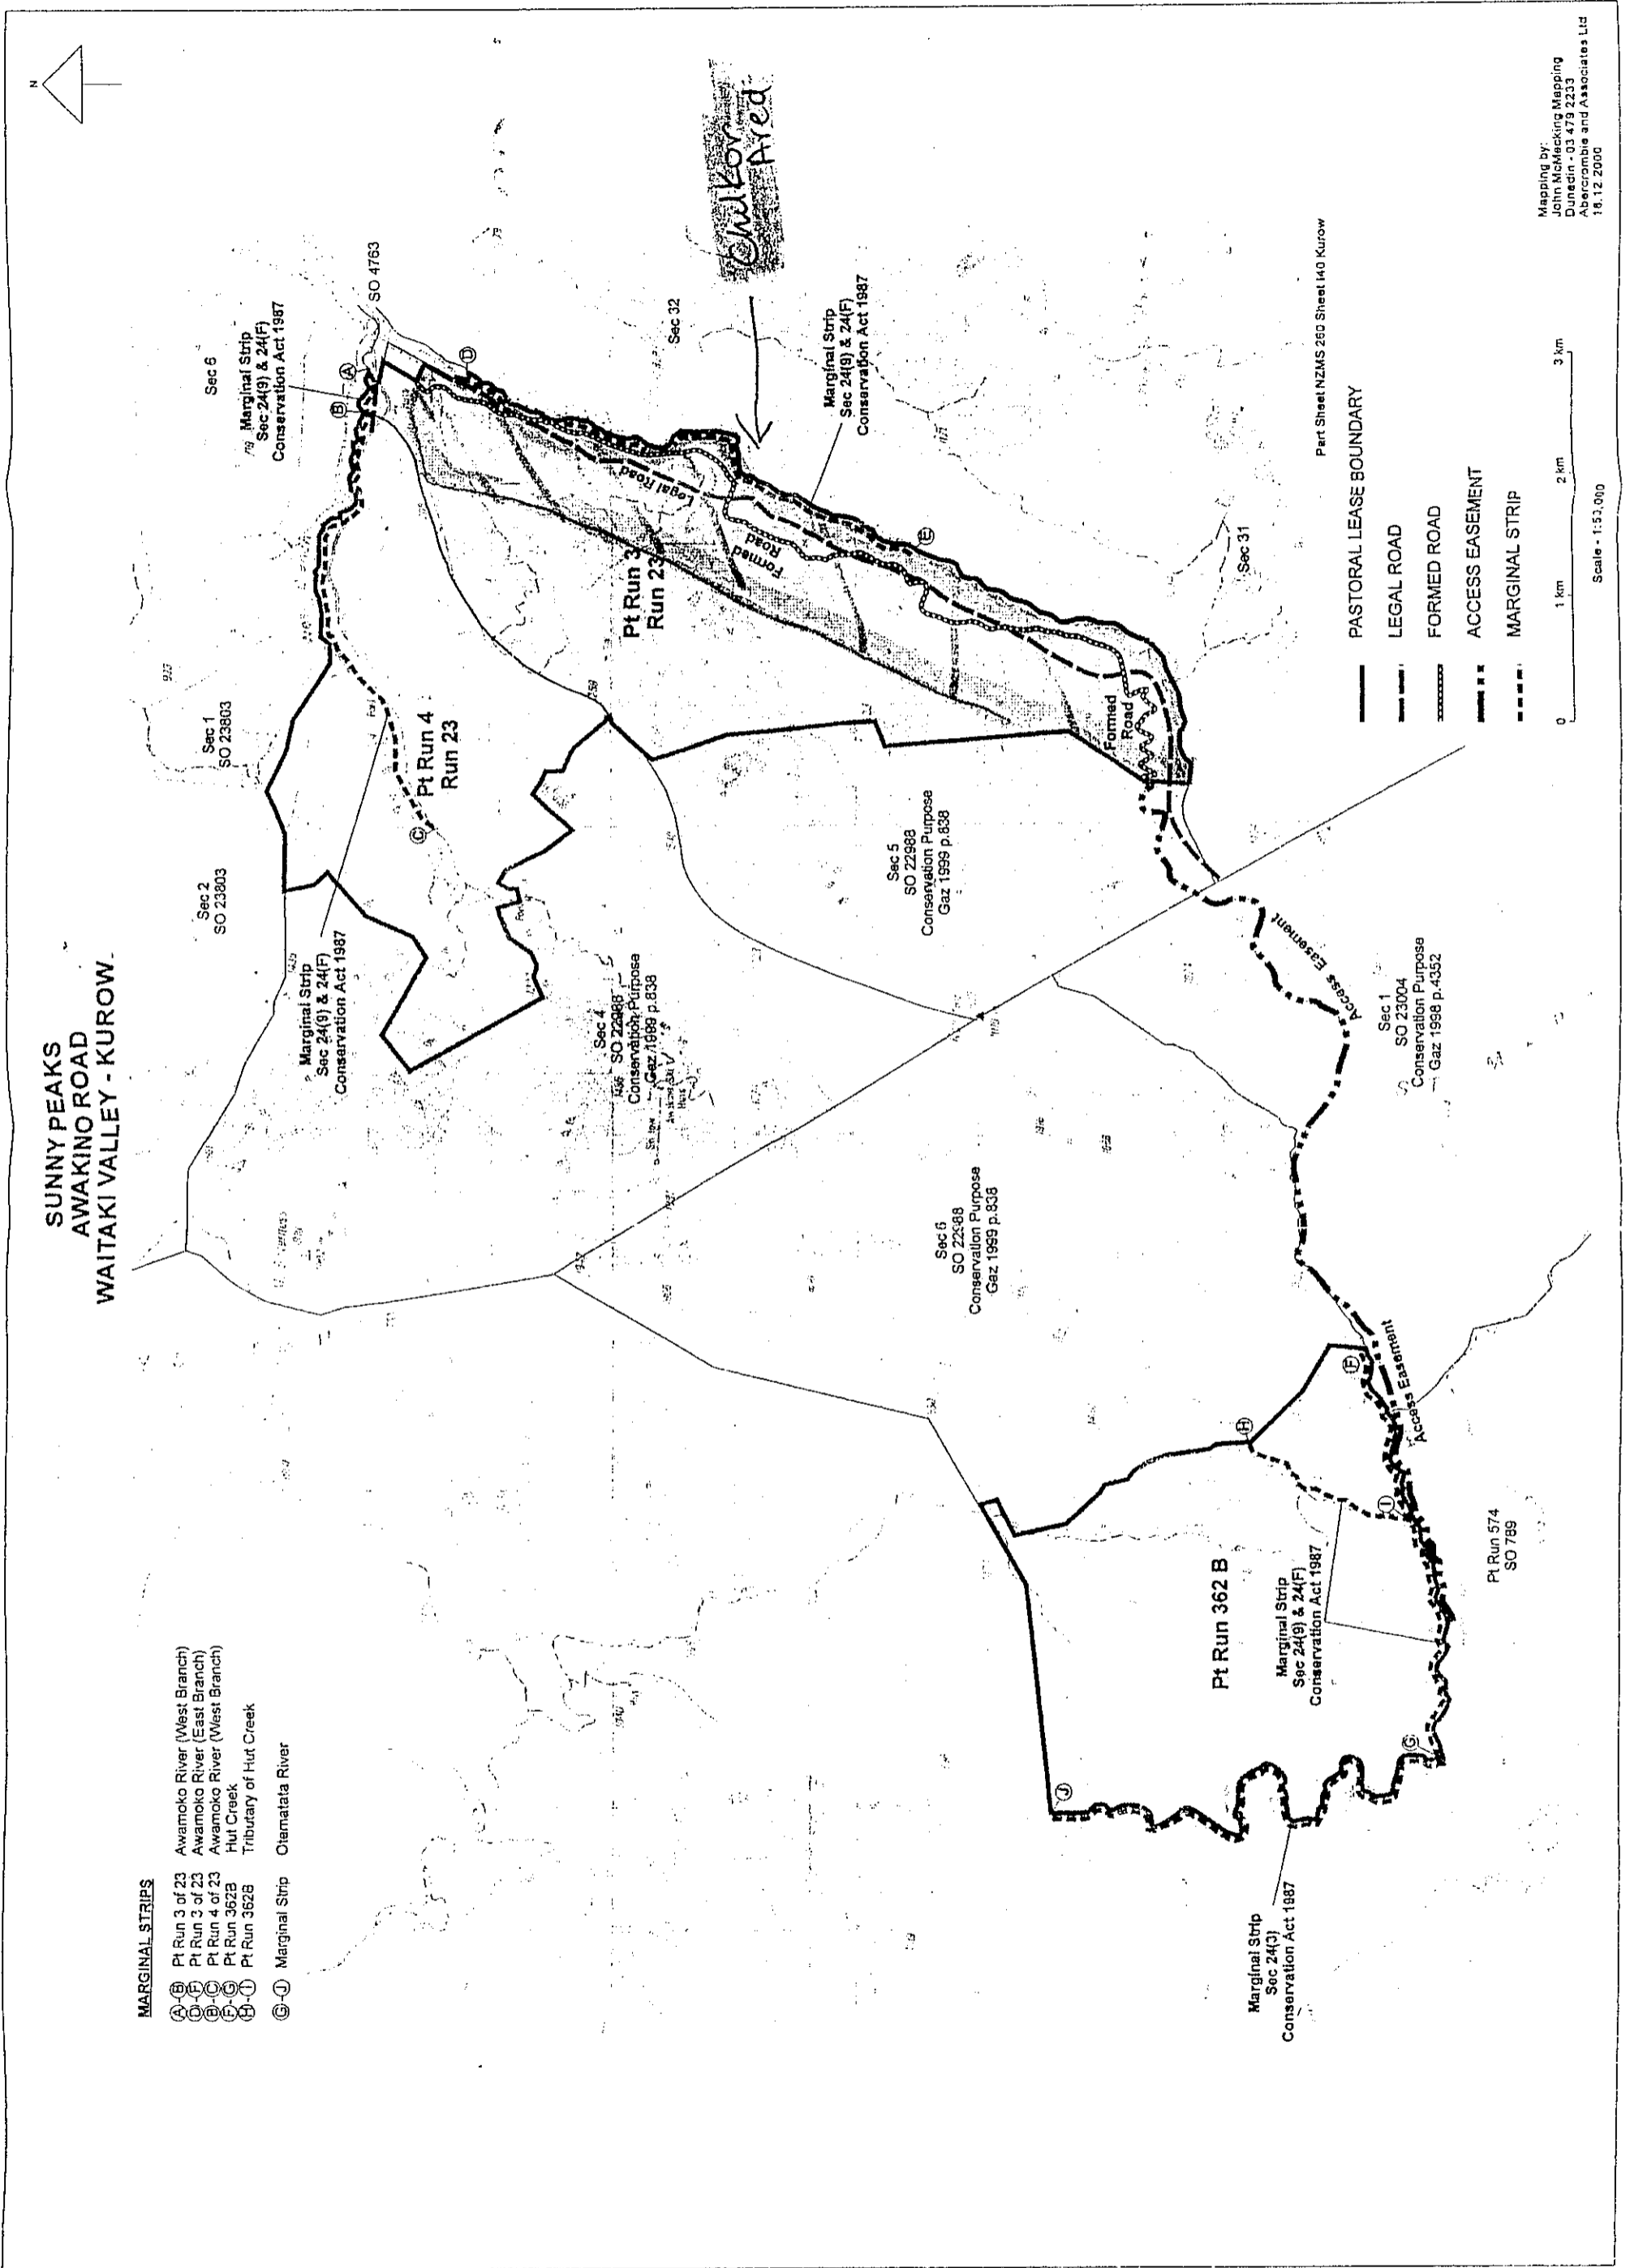 SUNNY PEAKS
AWAKINO ROAD
WAITAKI VALLEY - KUROW
N
MARGINAL STRIPS
A-B Pt Run 3 of 23 Awamoko River (West Branch)
Pt Run 3 of 23 Awamoko River (East Branch)
B-C Pt Run 4 of 23 Awamoko River (West Branch)
F-G Pt Run 362B Hut Creek
H-I Pt Run 362B Tributary of Hut Creek
G-J Marginal Strip Otematata River
Sec 2
SO 23803
Sec 1
SO 23803
Sec 6
Marginal Strip
Sec 24(9) & 24(F)
Conservation Act 1987
SO 4763
A
B
C
D
E
Marginal Strip
Sec 24(9) & 24(F)
Conservation Act 1987
Pt Run 4
Run 23
Pt Run 3
Run 23
Legal Road
Formed
Road
Sec 32
Area
Marginal Strip
Sec 24(9) & 24(F)
Conservation Act 1987
Sec 4
SO 22988
Conservation Purpose
Gaz 1999 p.838
Sec 5
SO 22988
Conservation Purpose
Gaz 1999 p.838
Sec 6
SO 22988
Conservation Purpose
Gaz 1999 p.838
Formed
Road
Sec 31
Access Easement
Sec 1
SO 23004
Conservation Purpose
Gaz 1998 p.4352
Access Easement
F
H
I
G
J
Pt Run 362 B
Marginal Strip
Sec 24(9) & 24(F)
Conservation Act 1987
Marginal Strip
Sec 24(3)
Conservation Act 1987
Pt Run 574
SO 789
Part Sheet NZMS 260 Sheet I40 Kurow
PASTORAL LEASE BOUNDARY
LEGAL ROAD
FORMED ROAD
ACCESS EASEMENT
MARGINAL STRIP
0 1 km 2 km 3 km
Scale - 1:50,000
Mapping by:
John McMecking Mapping
Dunedin - 03 479 2233
Abercrombie and Associates Ltd
18.12.2000